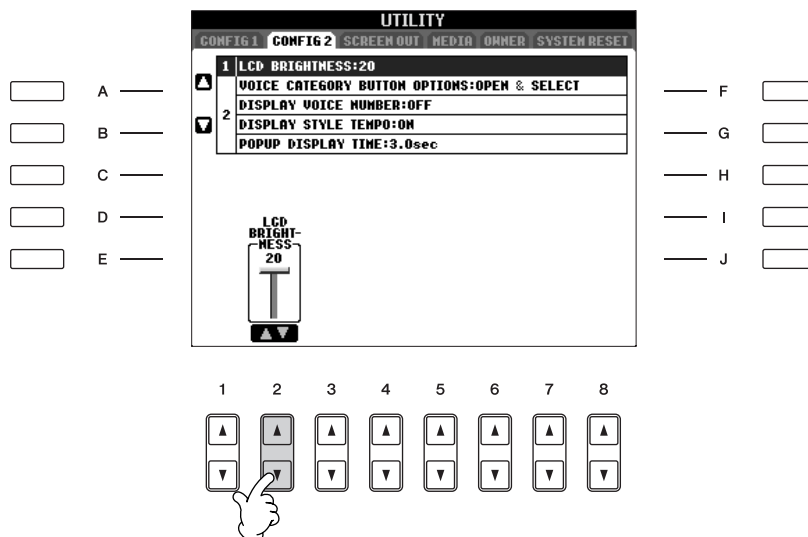 UTILITY
CONFIG 1 CONFIG 2 SCREEN OUT MEDIA OWNER SYSTEM RESET
1 LCD BRIGHTNESS:20
2 VOICE CATEGORY BUTTON OPTIONS:OPEN & SELECT
DISPLAY VOICE NUMBER:OFF
DISPLAY STYLE TEMPO:ON
POPUP DISPLAY TIME:3.0sec
A
B
C
D
E
F
G
H
I
J
LCD
BRIGHT-
NESS
20
1 2 3 4 5 6 7 8